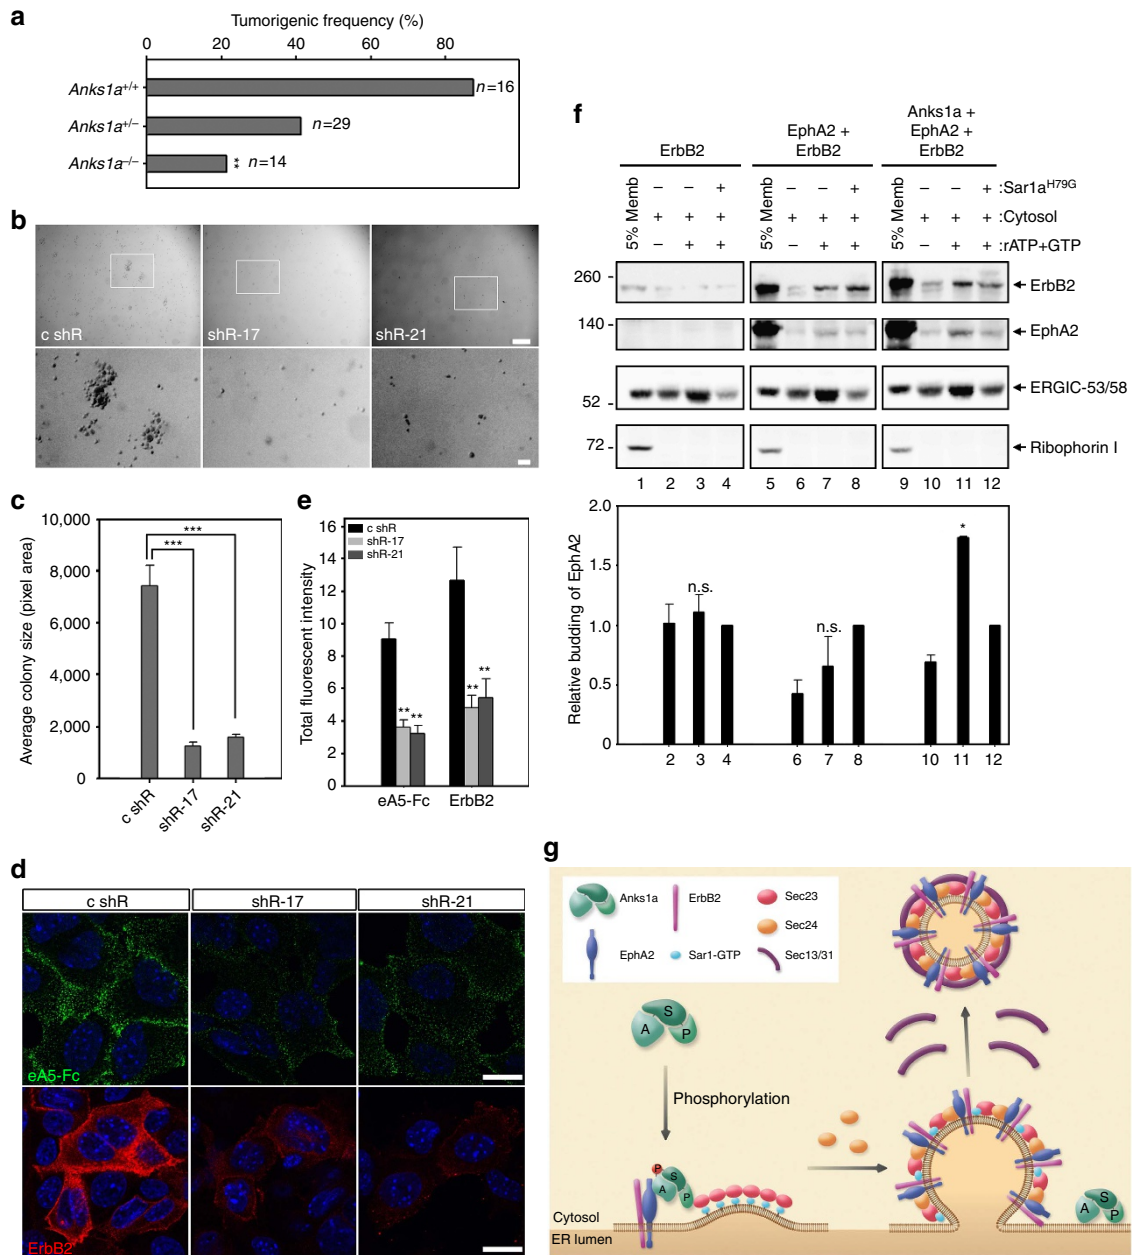 a
Tumorigenic frequency (%)
0 20 40 60 80
Anks1a+/+ n=16
Anks1a+/– n=29
Anks1a–/– ** n=14
b
c shR shR-17 shR-21
c
Average colony size (pixel area)
10,000
8,000
6,000
4,000
2,000
0
***
***
c shR shR-17 shR-21
e
Total fluorescent intensity
16
14
12
10
8
6
4
2
0
c shR
shR-17
shR-21
** **
** **
eA5-Fc ErbB2
d
c shR shR-17 shR-21
eA5-Fc
ErbB2
f
ErbB2
EphA2 +
ErbB2
Anks1a +
EphA2 +
ErbB2
5% Memb – – + 5% Memb – – + 5% Memb – – + :Sar1aH79G
+ + + + + + + + + :Cytosol
– + + – + + – + + :rATP+GTP
260 - ErbB2
140 - EphA2
52 - ERGIC-53/58
72 - Ribophorin I
1 2 3 4 5 6 7 8 9 10 11 12
Relative budding of EphA2
2.0
1.5
1.0
0.5
0
n.s.
n.s.
*
2 3 4 6 7 8 10 11 12
g
Anks1a ErbB2 Sec23
Sec24
EphA2 Sar1-GTP Sec13/31
A S P
Phosphorylation
P A S P
Cytosol
ER lumen
A S P